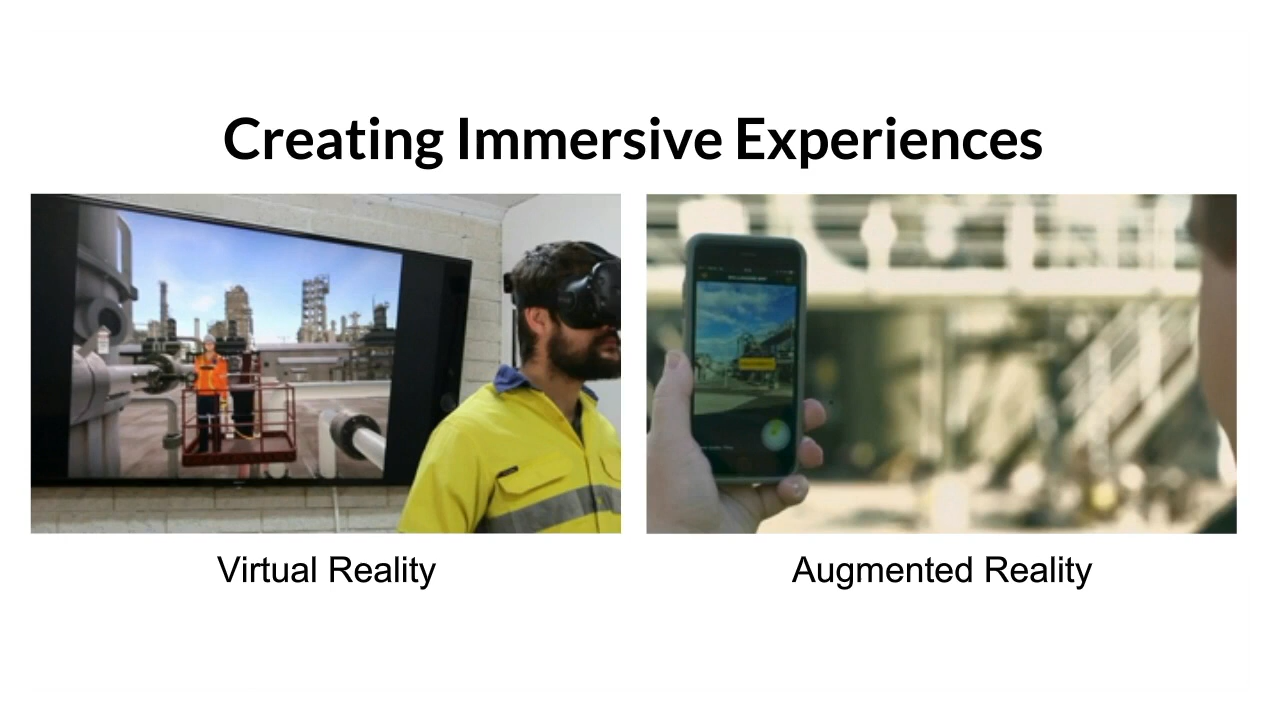 Creating Immersive Experiences
Virtual Reality
Augmented Reality